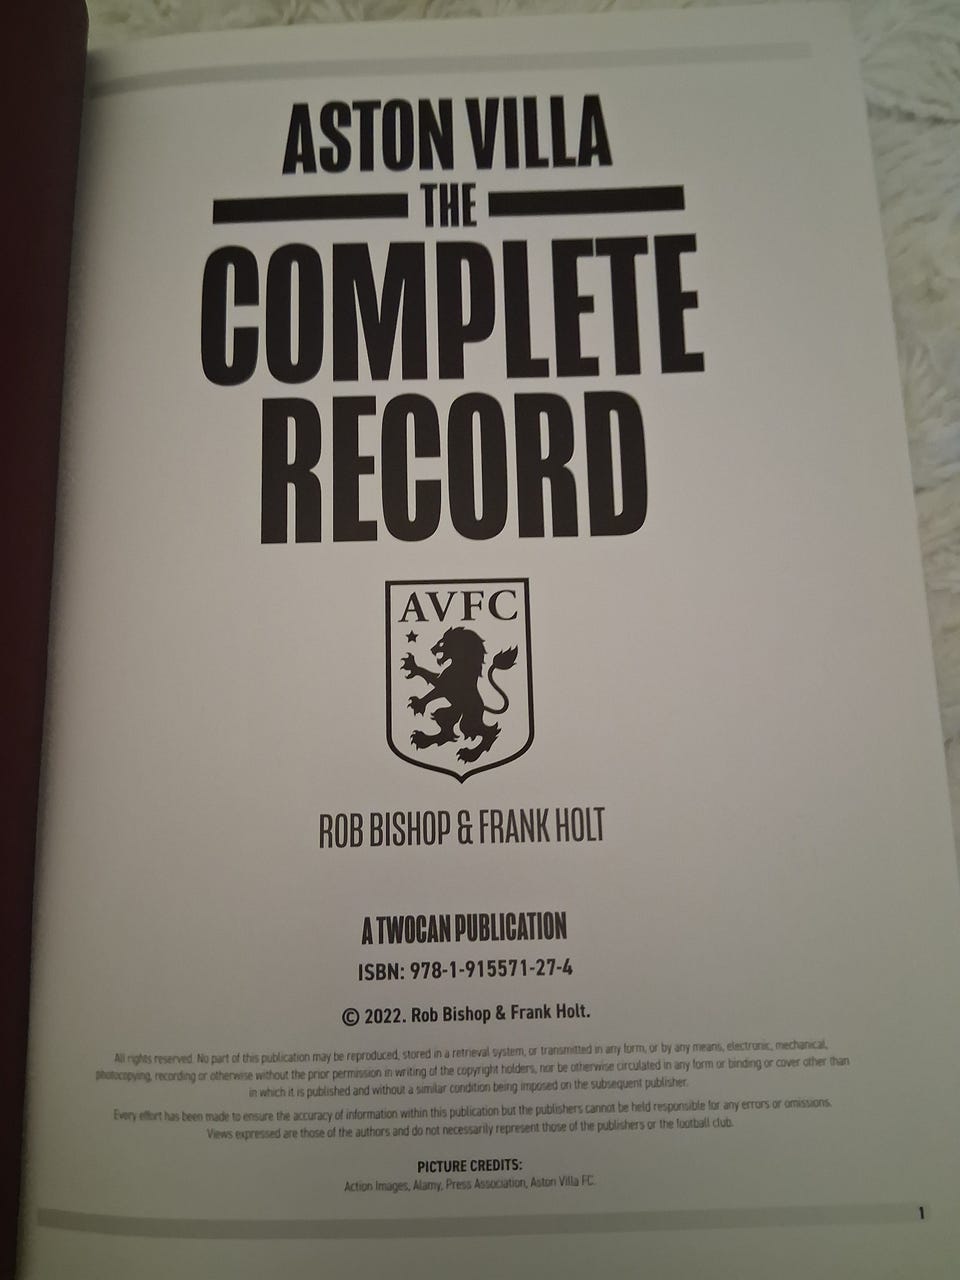 ASTON VILLA
THE
COMPLETE
RECORD
AVFC
ROB BISHOP & FRANK HOLT
A TWOCAN PUBLICATION
ISBN: 978-1-915571-27-4
© 2022. Rob Bishop & Frank Holt.
All rights reserved. No part of this publication may be reproduced, stored in a retrieval system, or transmitted in any form, or by any means, electronic, mechanical,
photocopying, recording or otherwise without the prior permission in writing of the copyright holders, nor be otherwise circulated in any form or binding or cover other than
in which it is published and without a similar condition being imposed on the subsequent publisher.
Every effort has been made to ensure the accuracy of information within this publication but the publishers cannot be held responsible for any errors or omissions.
Views expressed are those of the authors and do not necessarily represent those of the publishers or the football club.
PICTURE CREDITS:
Action Images, Alamy, Press Association, Aston Villa FC.
1